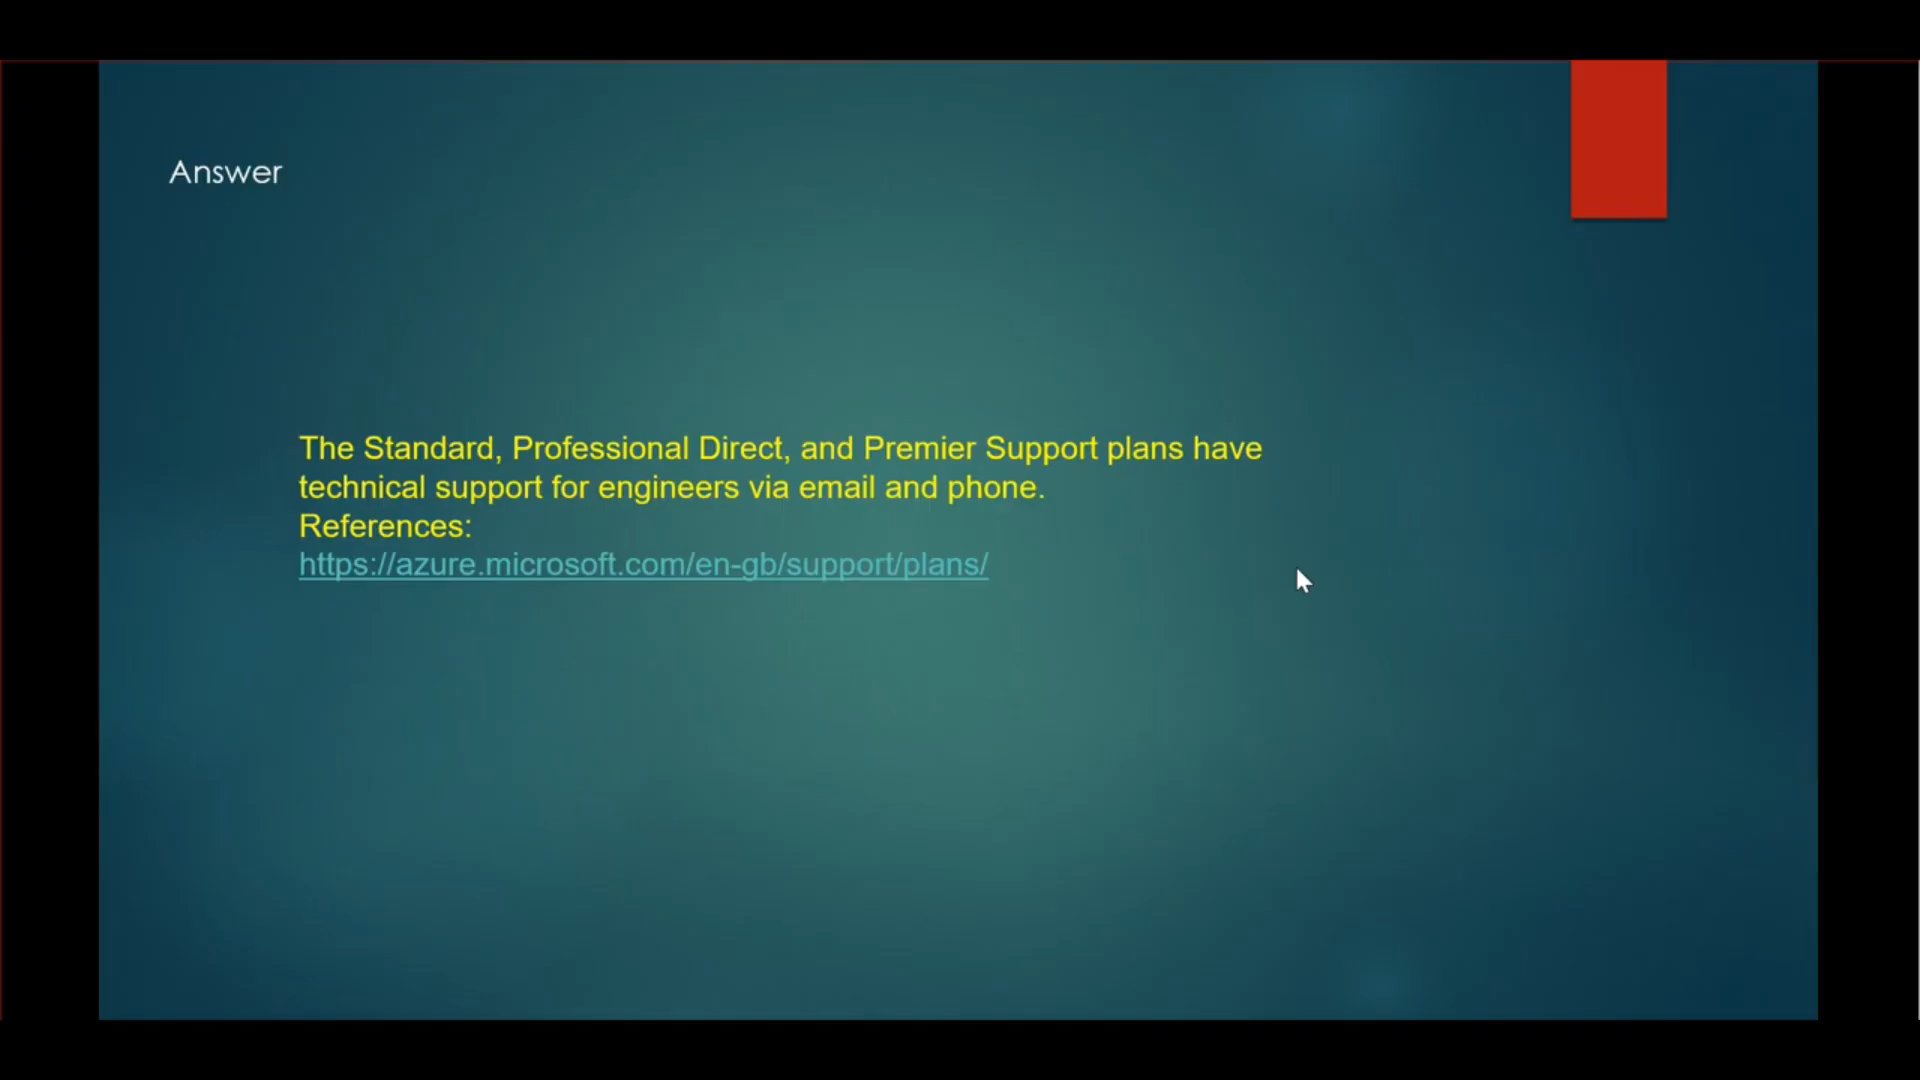 Answer
The Standard, Professional Direct, and Premier Support plans have
technical support for engineers via email and phone.
References:
https://azure.microsoft.com/en-gb/support/plans/